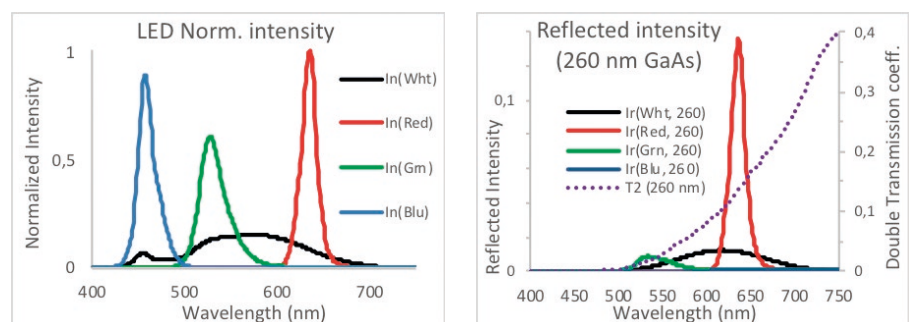 LED Norm. intensity
1
0,5
0
Normalized Intensity
In(Wht)
In(Red)
In(Grn)
In(Blu)
400 500 600 700
Wavelength (nm)
Reflected intensity
(260 nm GaAs)
0,1
0
Reflected Intensity
Ir(Wht, 260)
Ir(Red, 260)
Ir(Grn, 260)
Ir(Blu, 260)
T2 (260 nm)
0,4
0,3
0,2
0,1
0
Double Transmission coeff.
400 450 500 550 600 650 700 750
Wavelength (nm)